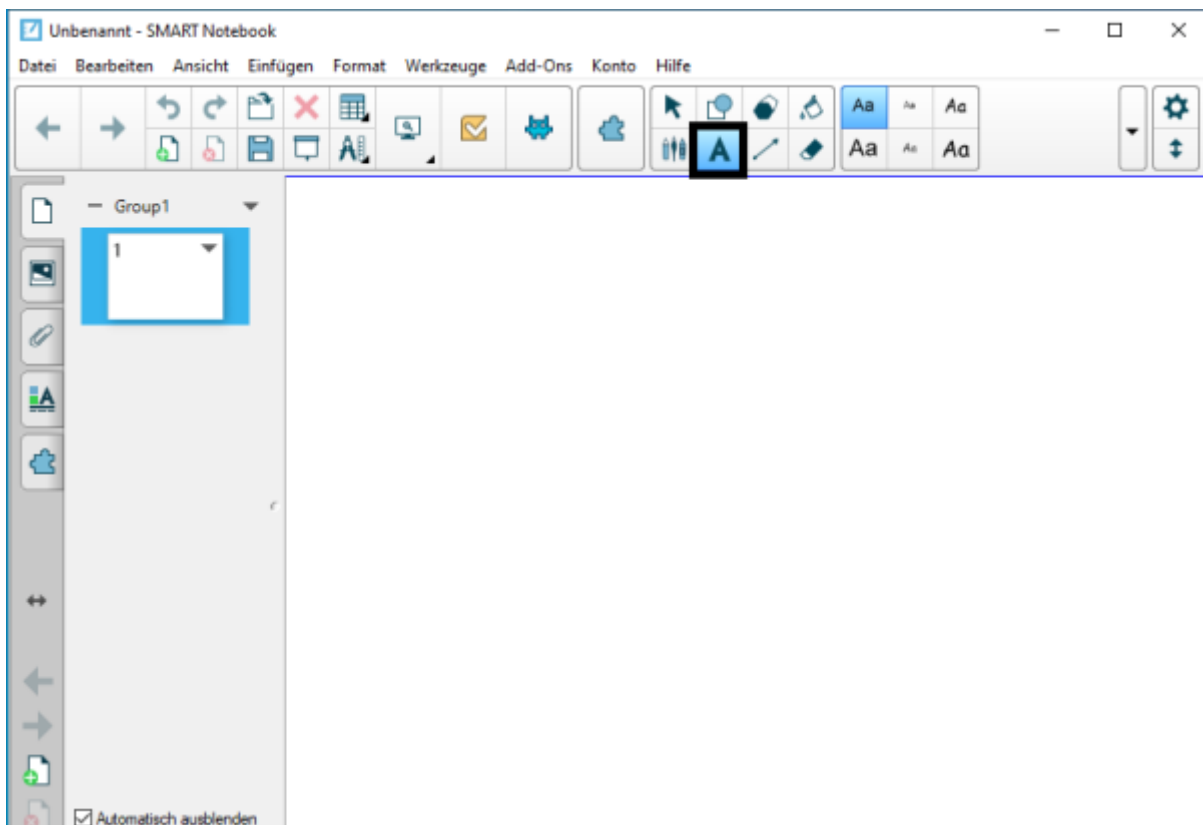 Unbenannt - SMART Notebook
Datei Bearbeiten Ansicht Einfügen Format Werkzeuge Add-Ons Konto Hilfe
Aa Aa Aa
A Aa Aa Aa
Group1
1
Automatisch ausblenden